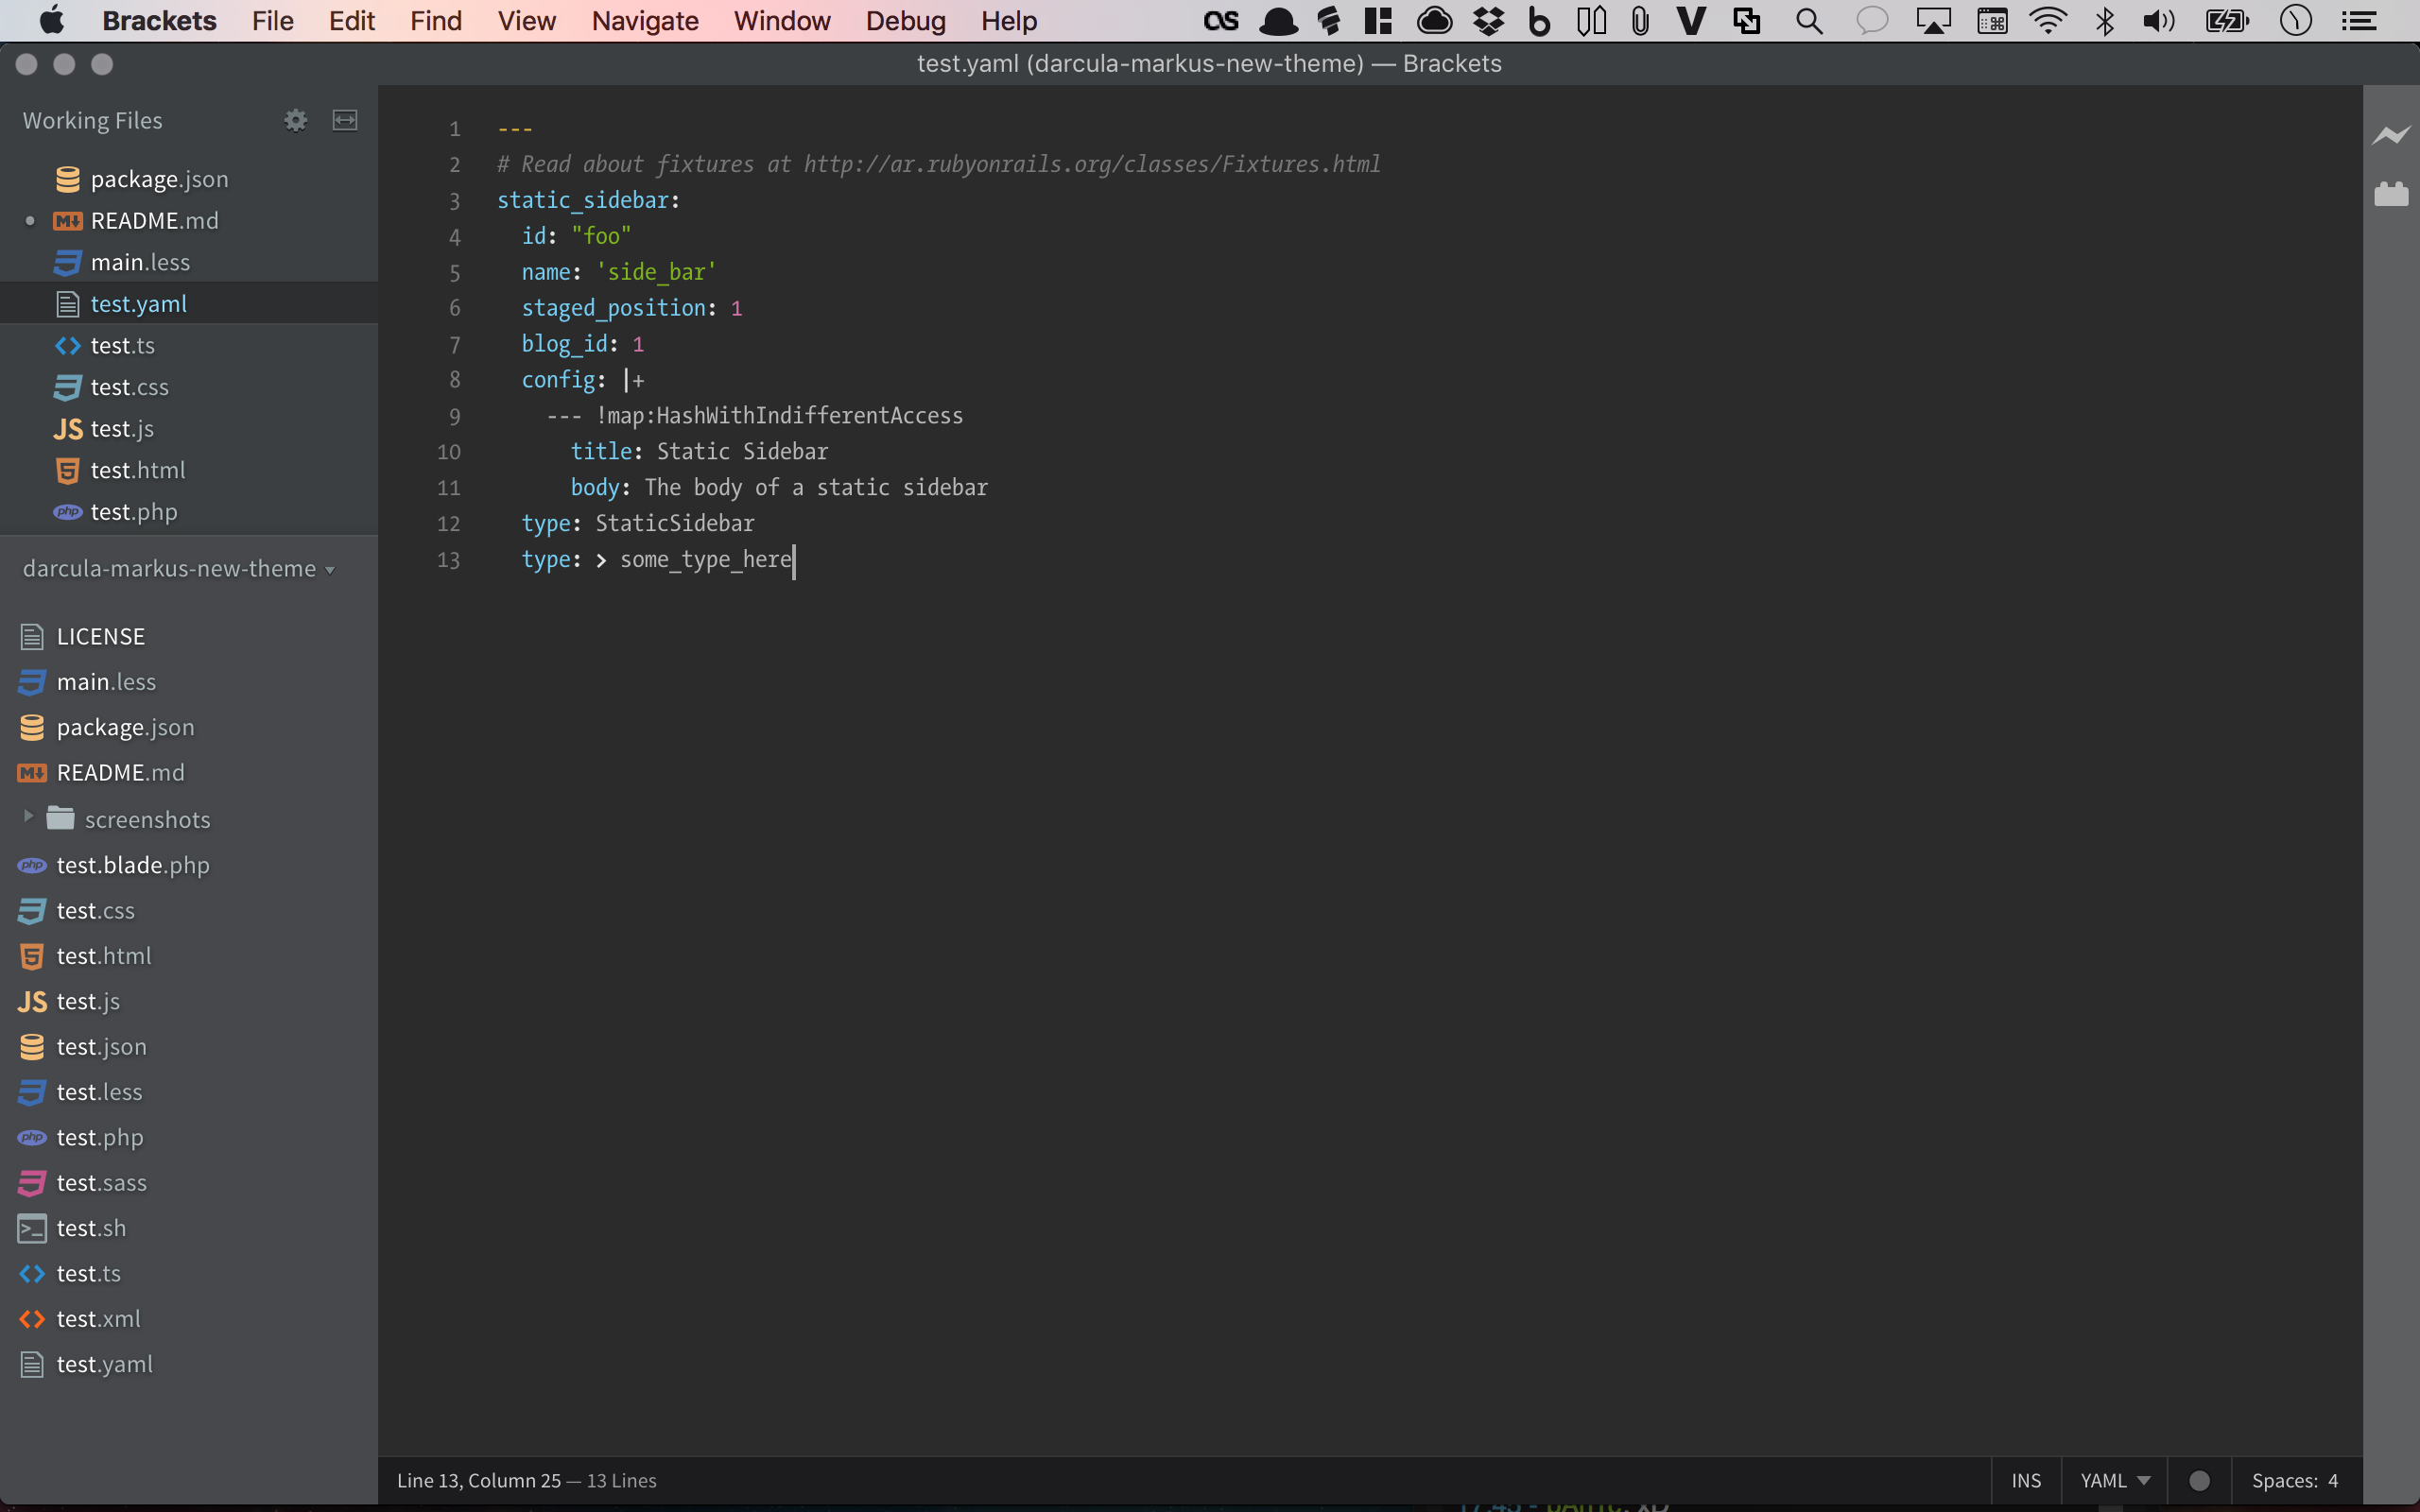 Brackets File Edit Find View Navigate Window Debug Help
test.yaml (darcula-markus-new-theme) — Brackets
Working Files
package.json
README.md
main.less
test.yaml
test.ts
test.css
JS test.js
test.html
php test.php
darcula-markus-new-theme
LICENSE
main.less
package.json
README.md
screenshots
php test.blade.php
test.css
test.html
JS test.js
test.json
test.less
php test.php
test.sass
test.sh
test.ts
test.xml
test.yaml
1 ---
2 # Read about fixtures at http://ar.rubyonrails.org/classes/Fixtures.html
3 static_sidebar:
4 id: "foo"
5 name: 'side_bar'
6 staged_position: 1
7 blog_id: 1
8 config: |+
9 --- !map:HashWithIndifferentAccess
10 title: Static Sidebar
11 body: The body of a static sidebar
12 type: StaticSidebar
13 type: > some_type_here
Line 13, Column 25 — 13 Lines
INS YAML Spaces: 4